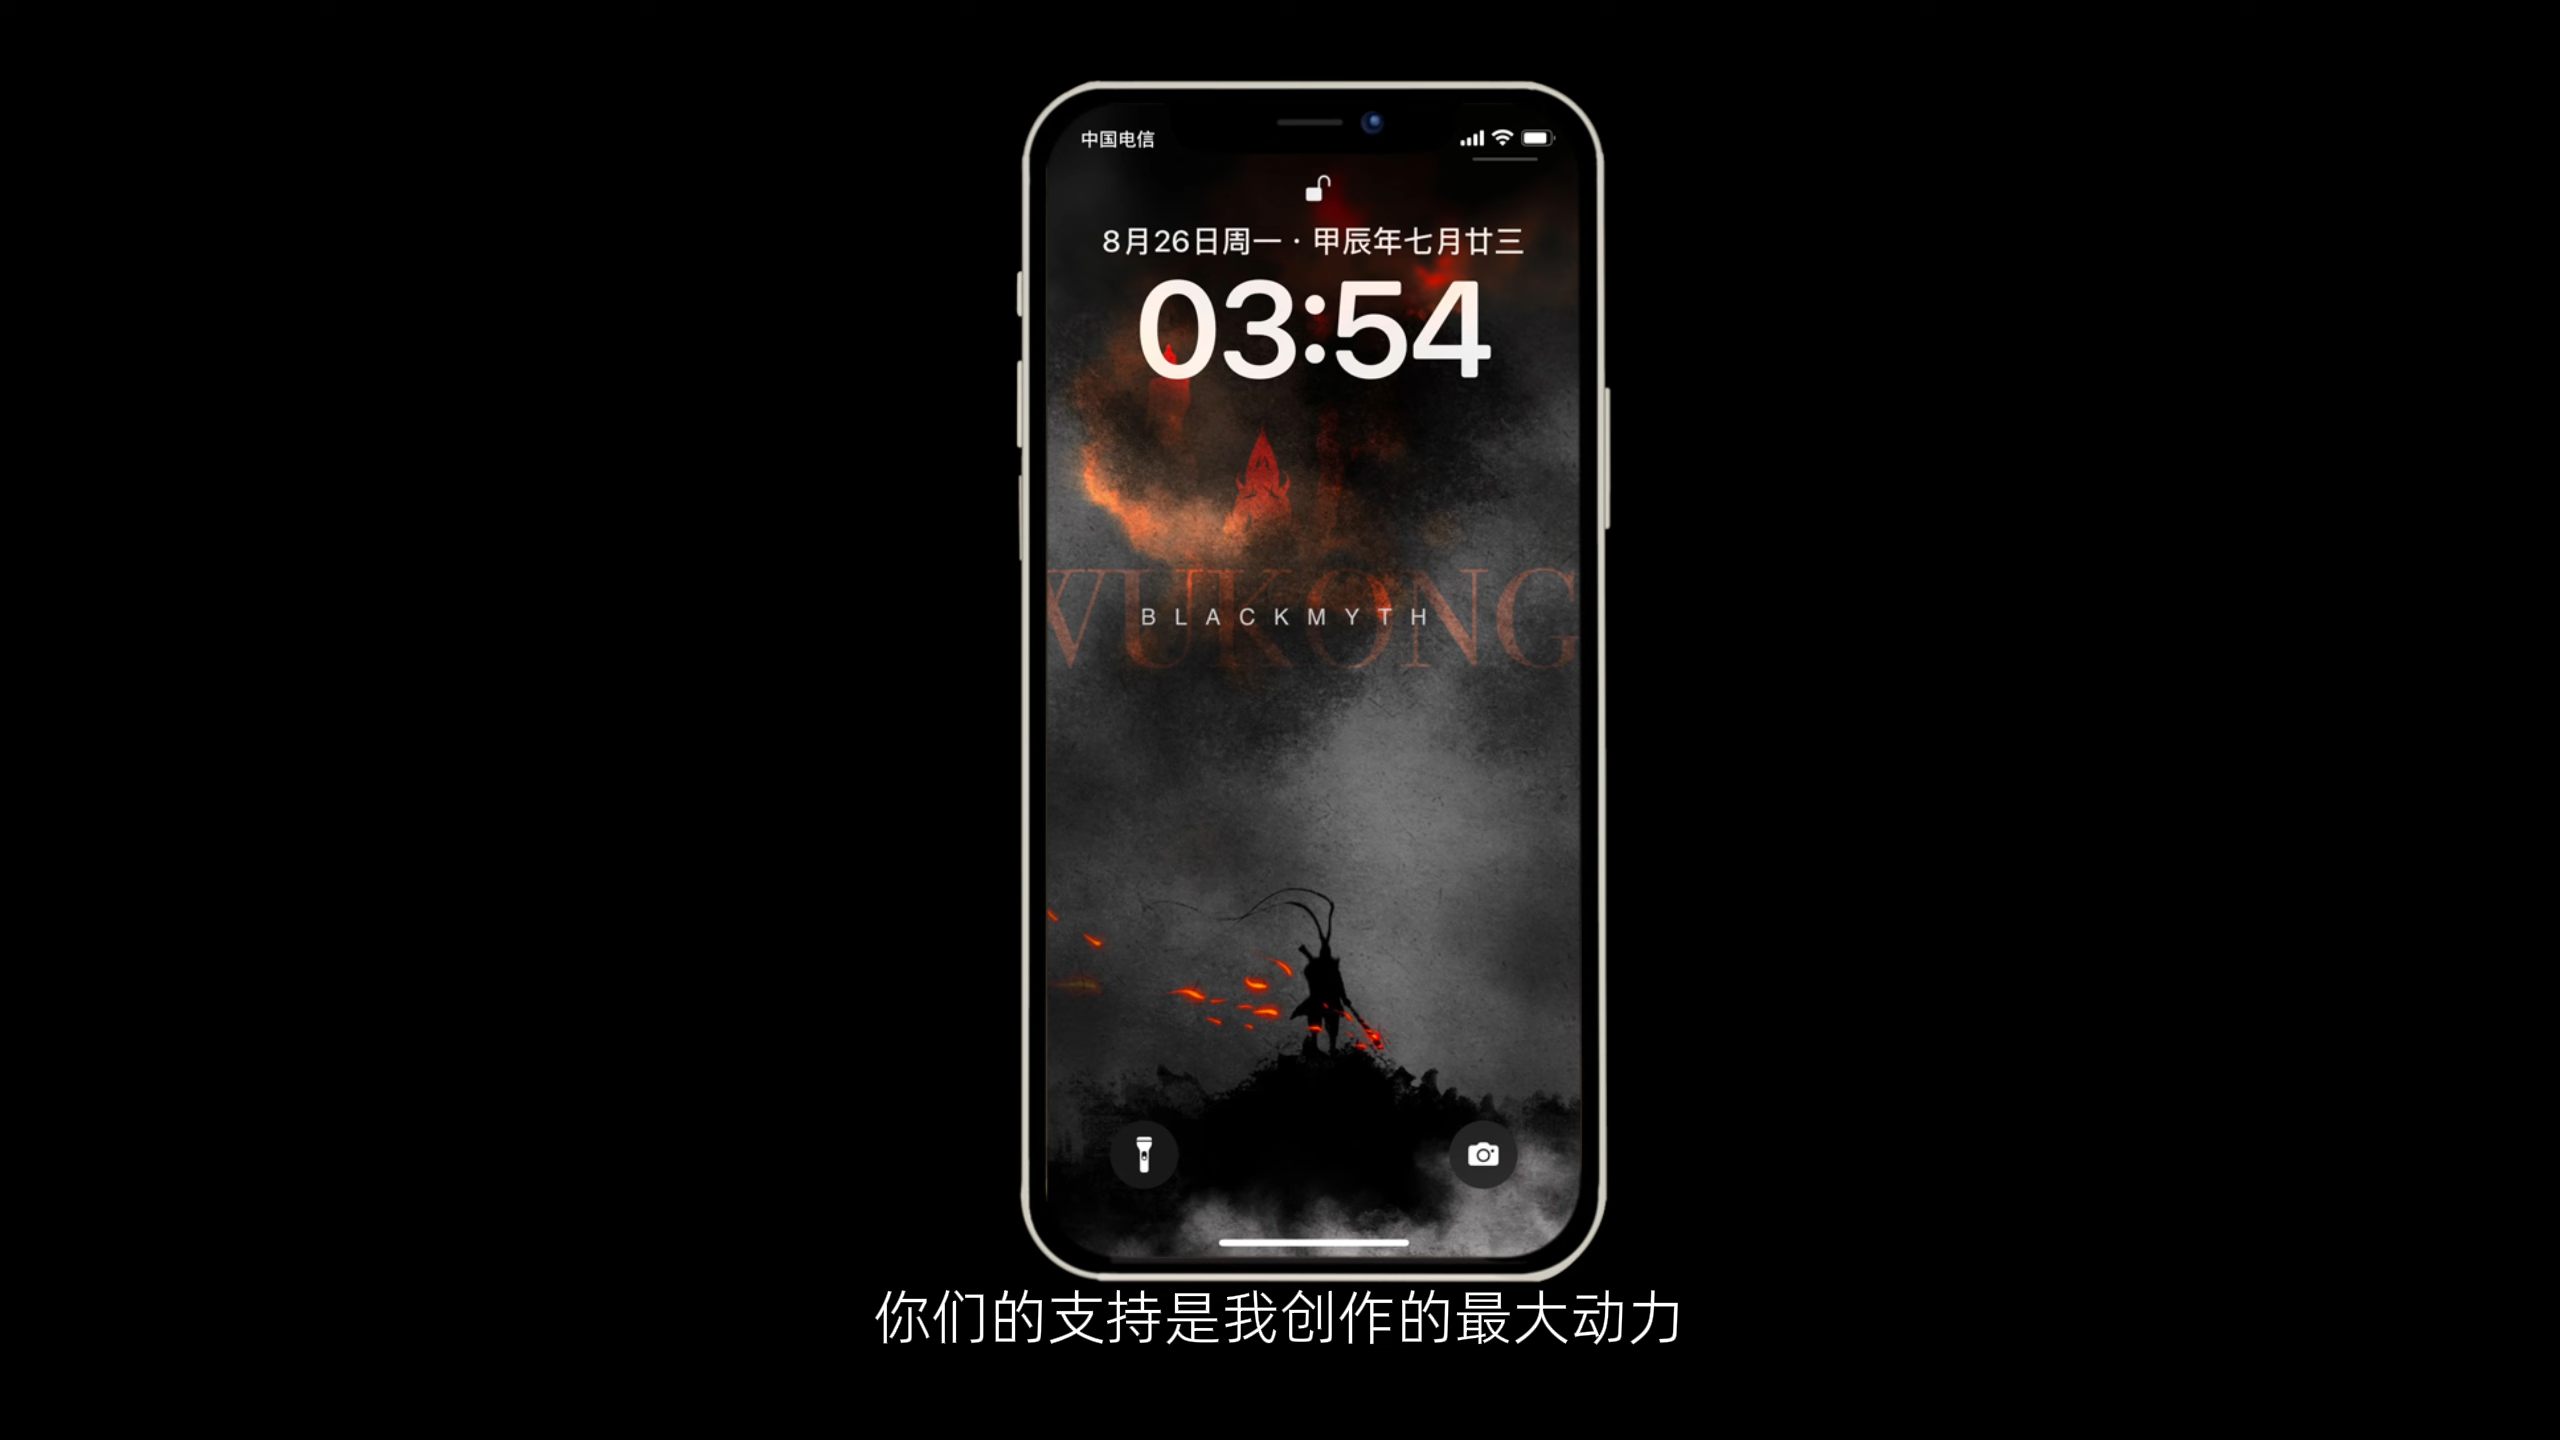 中国电信
8月26日周一 · 甲辰年七月廿三
03:54
WUKONG
BLACKMYTH
你们的支持是我创作的最大动力